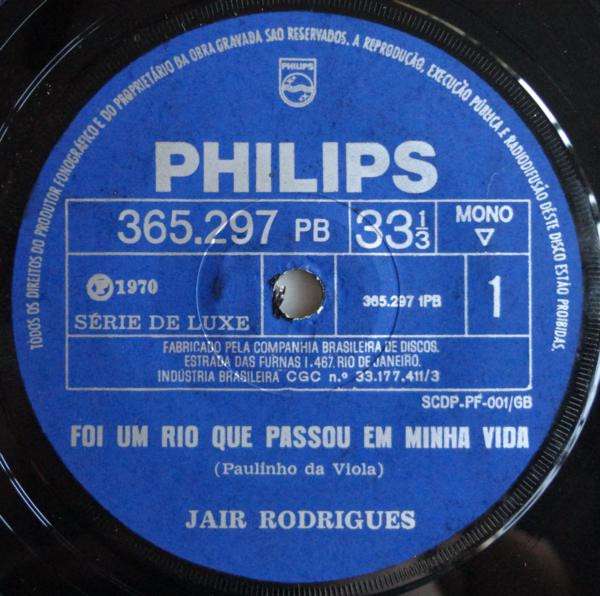 TODOS OS DIREITOS DO PRODUTOR FONOGRÁFICO E DO PROPRIETÁRIO DA OBRA GRAVADA SÃO RESERVADOS. A REPRODUÇÃO, EXECUÇÃO PÚBLICA E RADIODIFUSÃO DÊSTE DISCO ESTÃO PROIBIDAS.
PHILIPS
PHILIPS
365.297 PB 33 1/3 MONO ▽
Ⓟ 1970 365.297 1PB 1
SÉRIE DE LUXE
FABRICADO PELA COMPANHIA BRASILEIRA DE DISCOS.
ESTRADA DAS FURNAS 1.467. RIO DE JANEIRO.
INDÚSTRIA BRASILEIRA CGC n.º 33.177.411/3
SCDP-PF-001/GB
FOI UM RIO QUE PASSOU EM MINHA VIDA
(Paulinho da Viola)
JAIR RODRIGUES